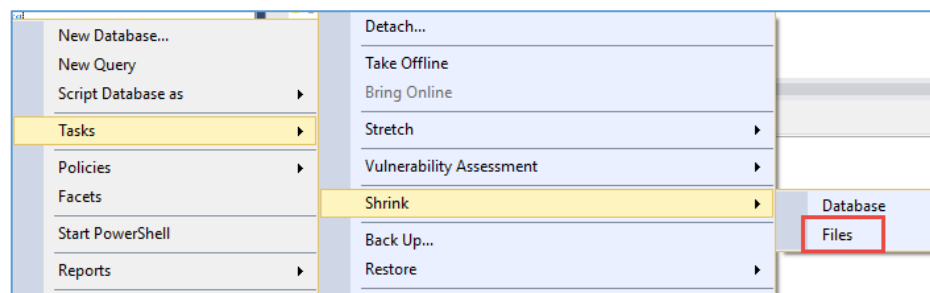 New Database...
New Query
Script Database as
Tasks
Policies
Facets
Start PowerShell
Reports
Detach...
Take Offline
Bring Online
Stretch
Vulnerability Assessment
Shrink
Back Up...
Restore
Database
Files